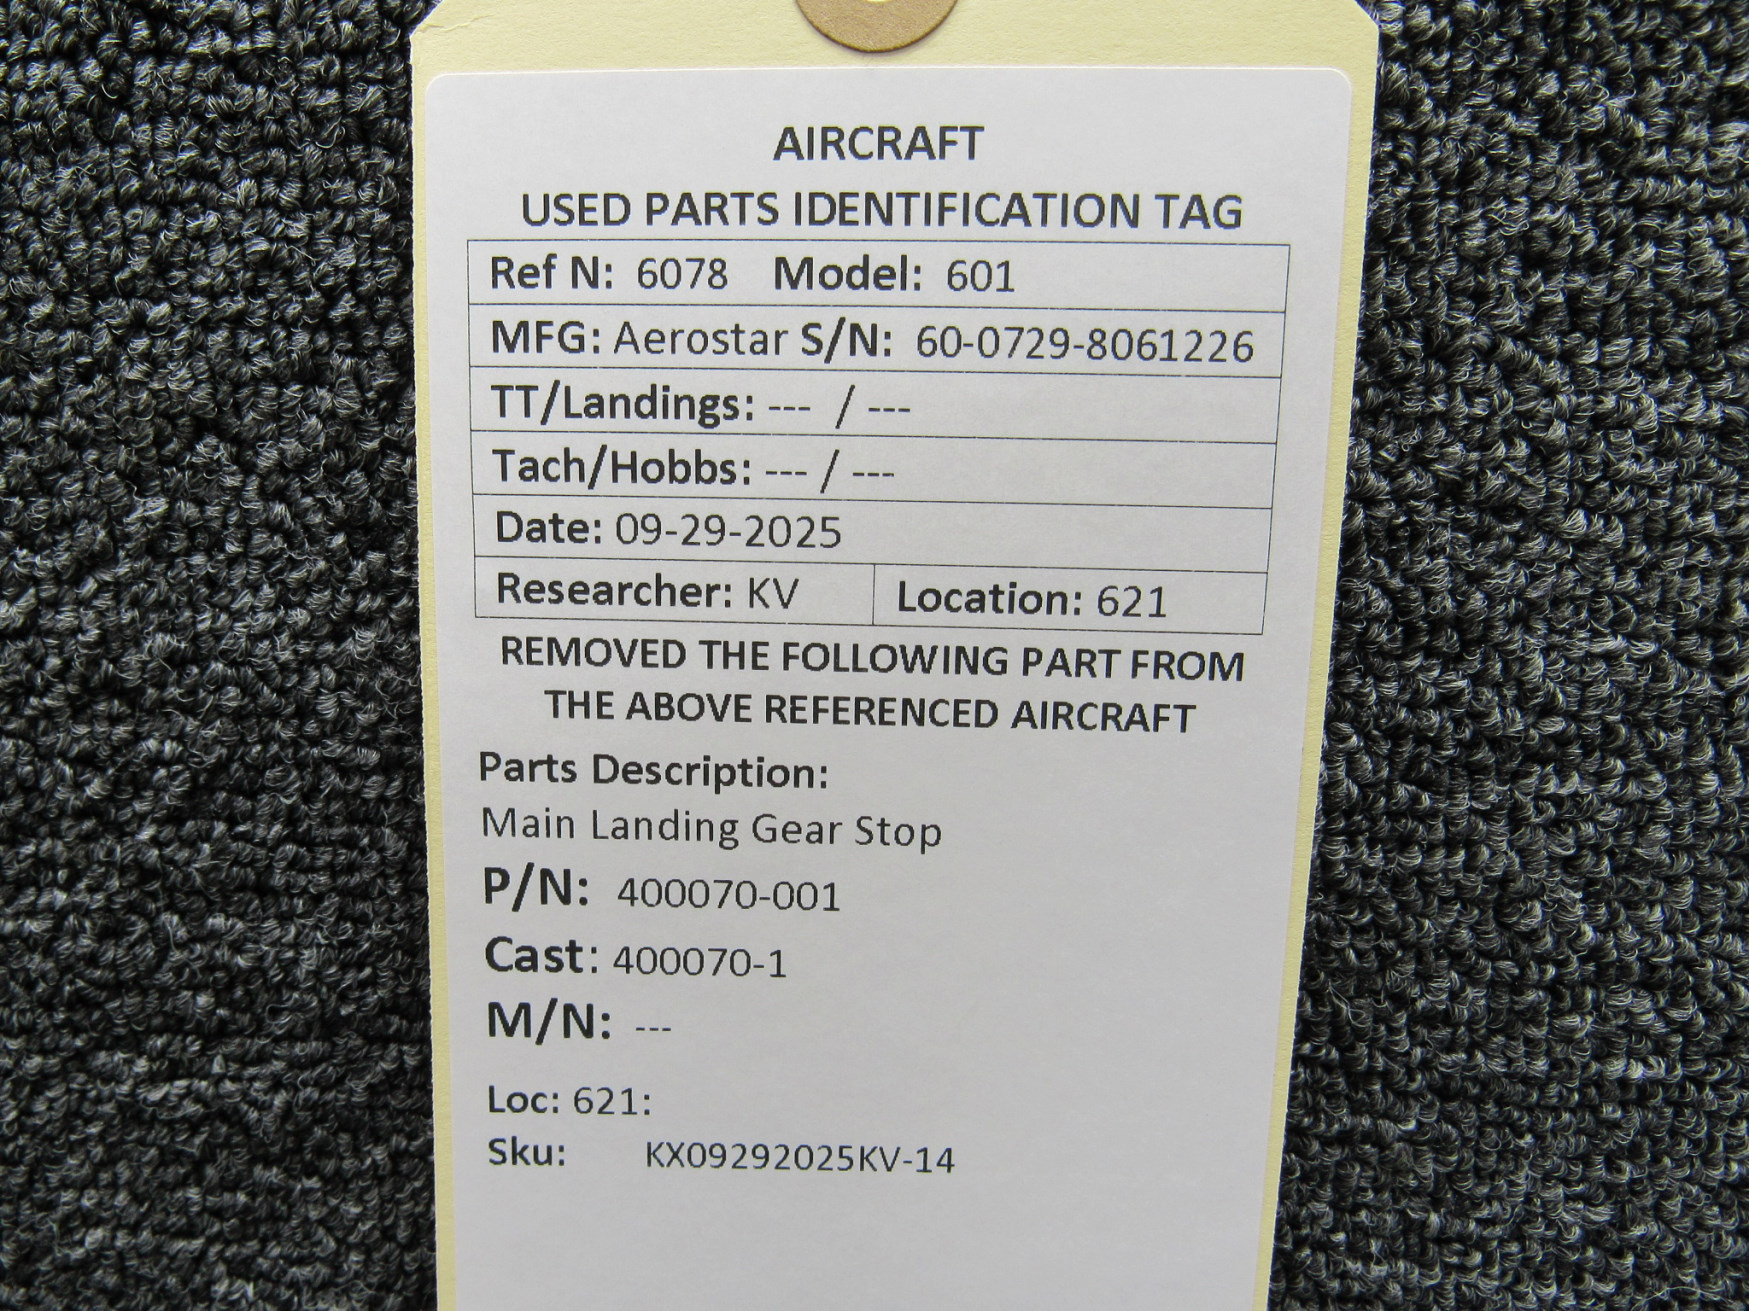 AIRCRAFT
USED PARTS IDENTIFICATION TAG
Ref N: 6078 Model: 601
MFG: Aerostar S/N: 60-0729-8061226
TT/Landings: --- / ---
Tach/Hobbs: --- / ---
Date: 09-29-2025
Researcher: KV Location: 621
REMOVED THE FOLLOWING PART FROM
THE ABOVE REFERENCED AIRCRAFT
Parts Description:
Main Landing Gear Stop
P/N: 400070-001
Cast: 400070-1
M/N: ---
Loc: 621:
Sku: KX09292025KV-14